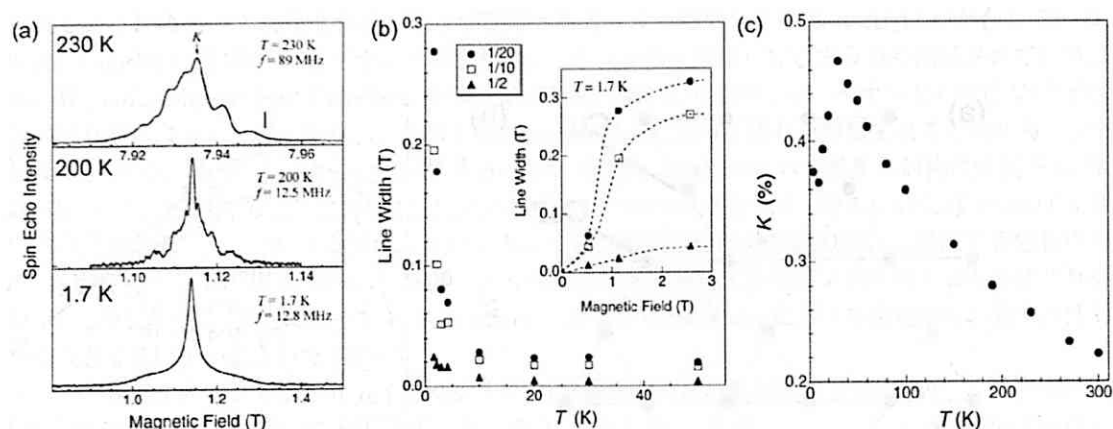 (a)
230 K
K
T = 230 K
f = 89 MHz
7.92 7.94 7.96
200 K
T = 200 K
f = 12.5 MHz
1.10 1.12 1.14
1.7 K
T = 1.7 K
f = 12.8 MHz
1.0 1.2 1.4
Magnetic Field (T)
Spin Echo Intensity
(b)
0.3
0.2
0.1
0.0
Line Width (T)
1/20
1/10
1/2
T = 1.7 K
0.3
0.2
0.1
0.0
Line Width (T)
0 1 2 3
Magnetic Field (T)
0 20 40
T (K)
(c)
0.5
0.4
0.3
0.2
K (%)
0 100 200 300
T (K)